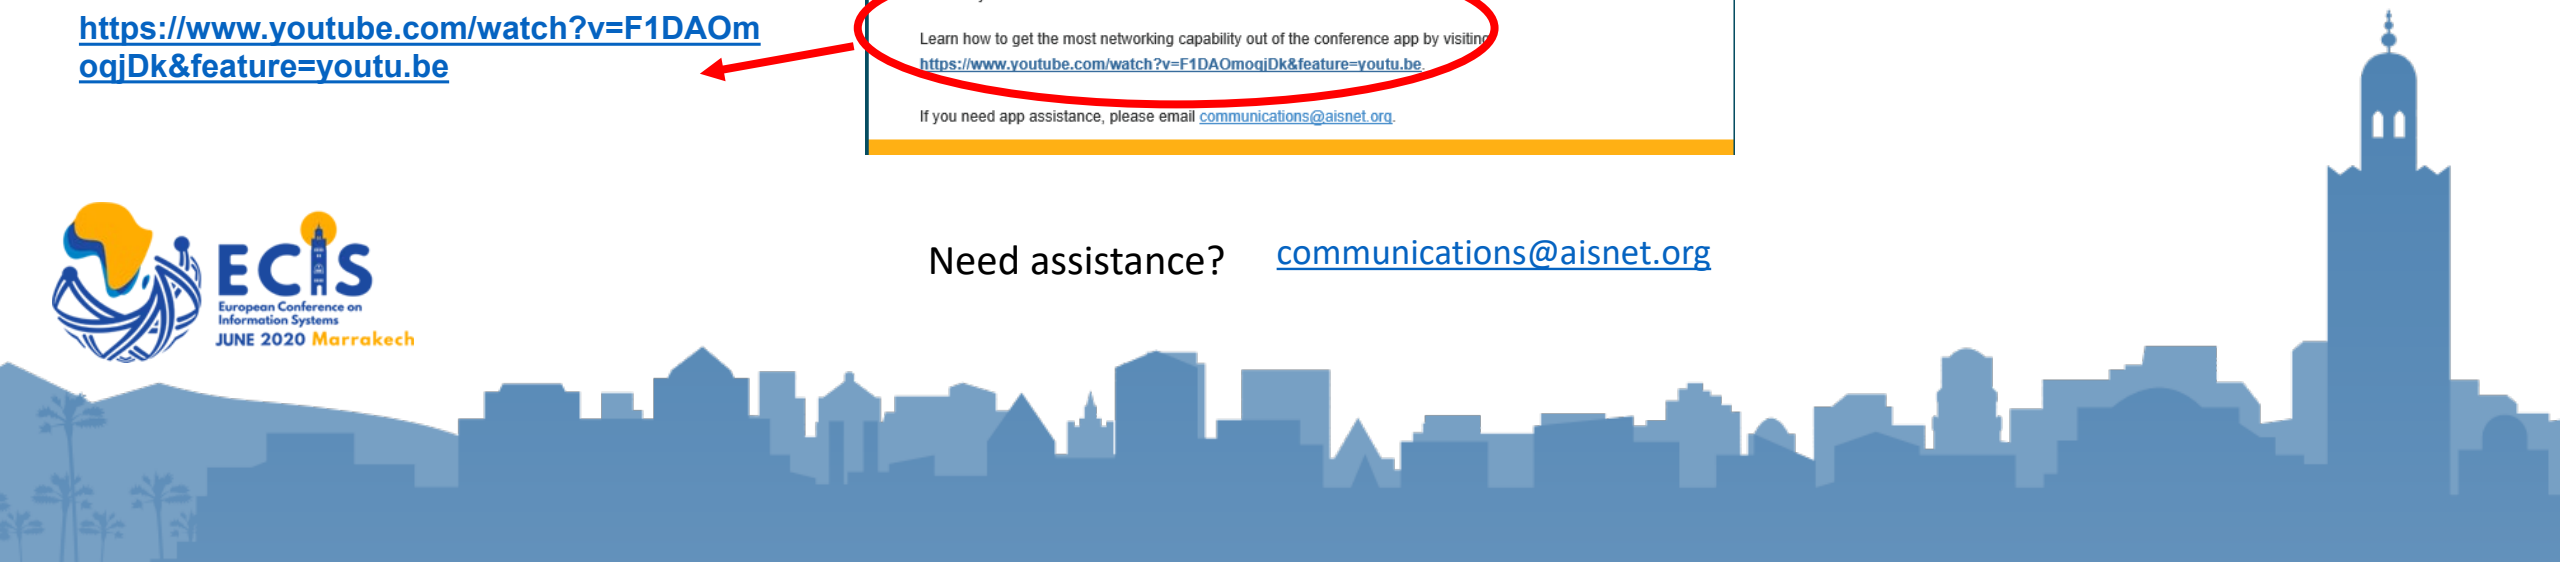 https://www.youtube.com/watch?v=F1DAOm
oqjDk&feature=youtu.be
Learn how to get the most networking capability out of the conference app by visiting
https://www.youtube.com/watch?v=F1DAOmoqjDk&feature=youtu.be.
If you need app assistance, please email communications@aisnet.org.
Need assistance? communications@aisnet.org
ECIS
European Conference on
Information Systems
JUNE 2020 Marrakech